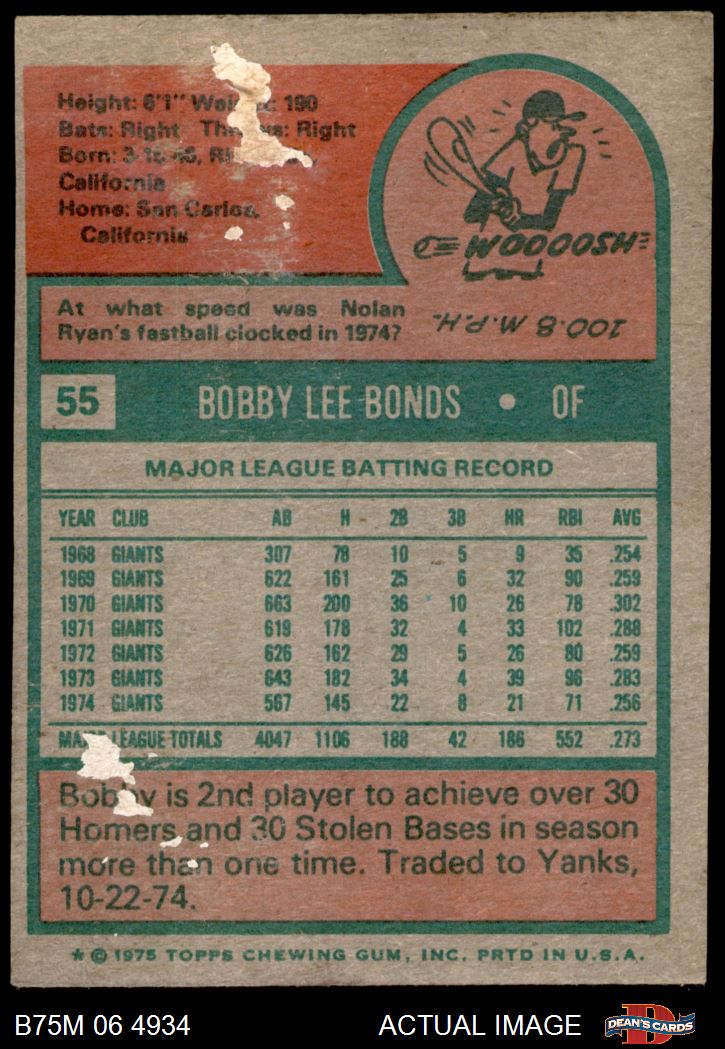 Height: 6'1" Weight: 190
Bats: Right Throws: Right
Born: 3-15-46,
California
Home: San Carlos,
California
WOOOOSH
At what speed was Nolan
Ryan's fastball clocked in 1974?
100.8 M.P.H.
55 BOBBY LEE BONDS • OF
MAJOR LEAGUE BATTING RECORD
YEAR CLUB AB H 2B 3B HR RBI AVG
1968 GIANTS 307 78 10 5 9 35 .254
1969 GIANTS 622 161 25 6 32 90 .259
1970 GIANTS 663 200 36 10 26 78 .302
1971 GIANTS 619 178 32 4 33 102 .288
1972 GIANTS 626 162 29 5 26 80 .259
1973 GIANTS 643 182 34 4 39 96 .283
1974 GIANTS 567 145 22 8 21 71 .256
MAJOR LEAGUE TOTALS 4047 1106 188 42 186 552 .273
Bobby is 2nd player to achieve over 30
Homers and 30 Stolen Bases in season
more than one time. Traded to Yanks,
10-22-74.
★ © 1975 TOPPS CHEWING GUM, INC. PRTD IN U.S.A.
B75M 06 4934 ACTUAL IMAGE DEAN'S CARDS